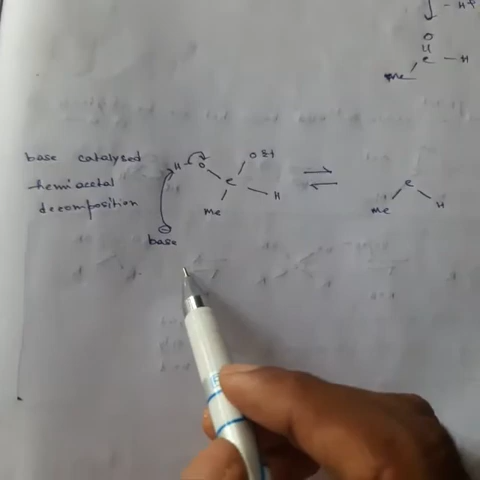 - H+
O
C - H
Me
base catalysed
hemiacetal
decomposition
H - O
OEt
C
H
Me
base
C
Me
H